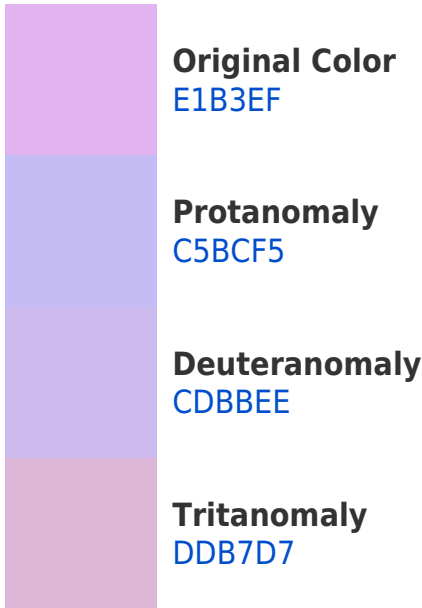 Original Color
E1B3EF
Protanomaly
C5BCF5
Deuteranomaly
CDBBEE
Tritanomaly
DDB7D7